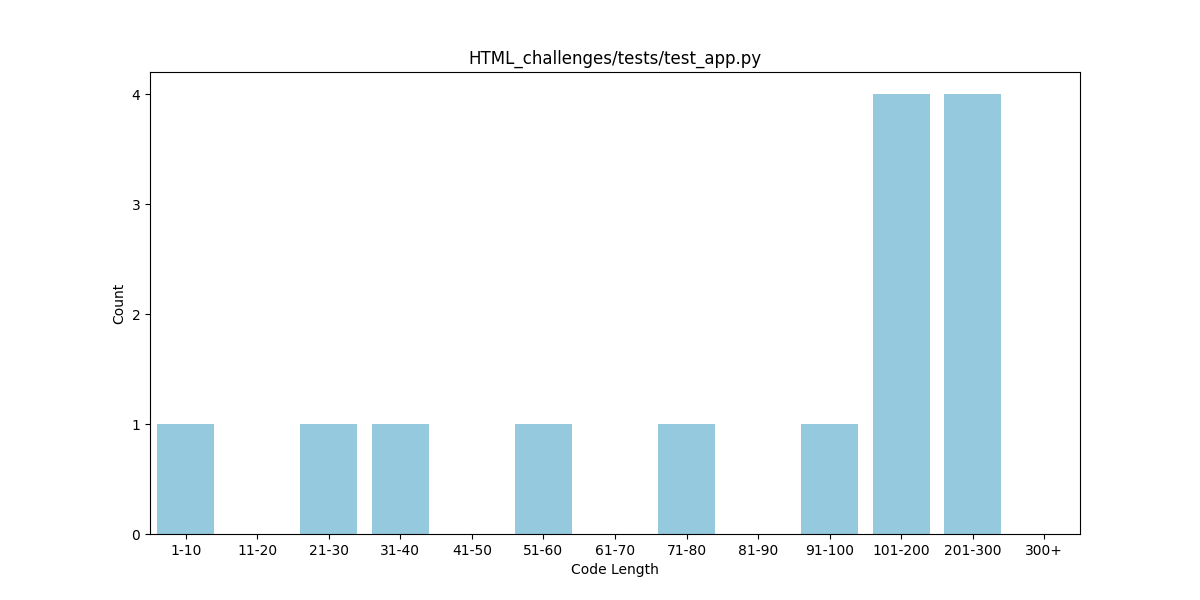 HTML_challenges/tests/test_app.py
4
3
2
1
0
Count
1-10 11-20 21-30 31-40 41-50 51-60 61-70 71-80 81-90 91-100 101-200 201-300 300+
Code Length